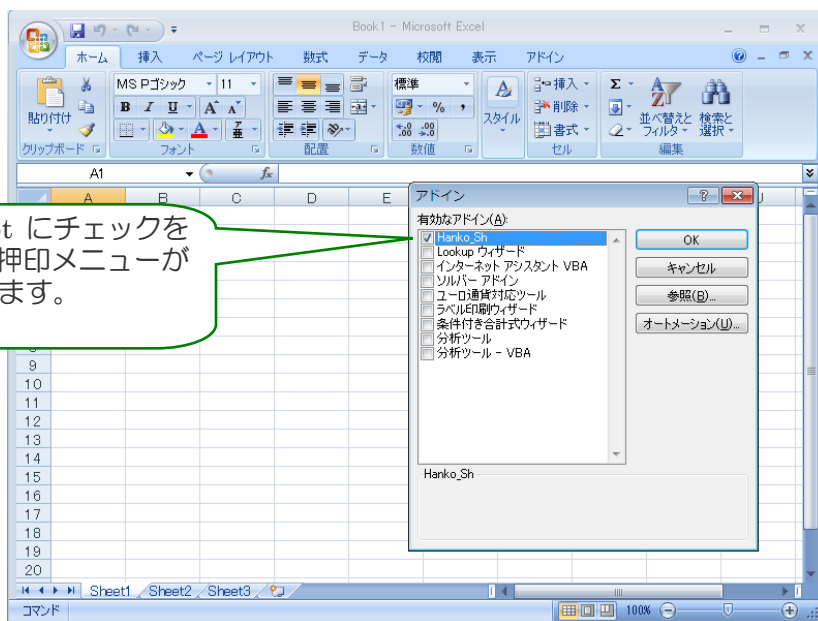 Book1 - Microsoft Excel
ホーム 挿入 ページ レイアウト 数式 データ 校閲 表示 アドイン
貼り付け
MS Pゴシック 11
B I U A A
A
標準
% ,
スタイル
挿入
削除
書式
Σ
並べ替えと フィルタ
検索と 選択
クリップボード フォント 配置 数値 セル 編集
A1 fx
A B C D E
にチェックを
押印メニューが
ます。
アドイン
有効なアドイン(A):
Hanko_Sh
Lookup ウィザード
インターネット アシスタント VBA
ソルバー アドイン
ユーロ通貨対応ツール
ラベル印刷ウィザード
条件付き合計式ウィザード
分析ツール
分析ツール - VBA
OK
キャンセル
参照(B)...
オートメーション(U)...
Hanko_Sh
9
10
11
12
13
14
15
16
17
18
19
20
Sheet1 Sheet2 Sheet3
コマンド 100%